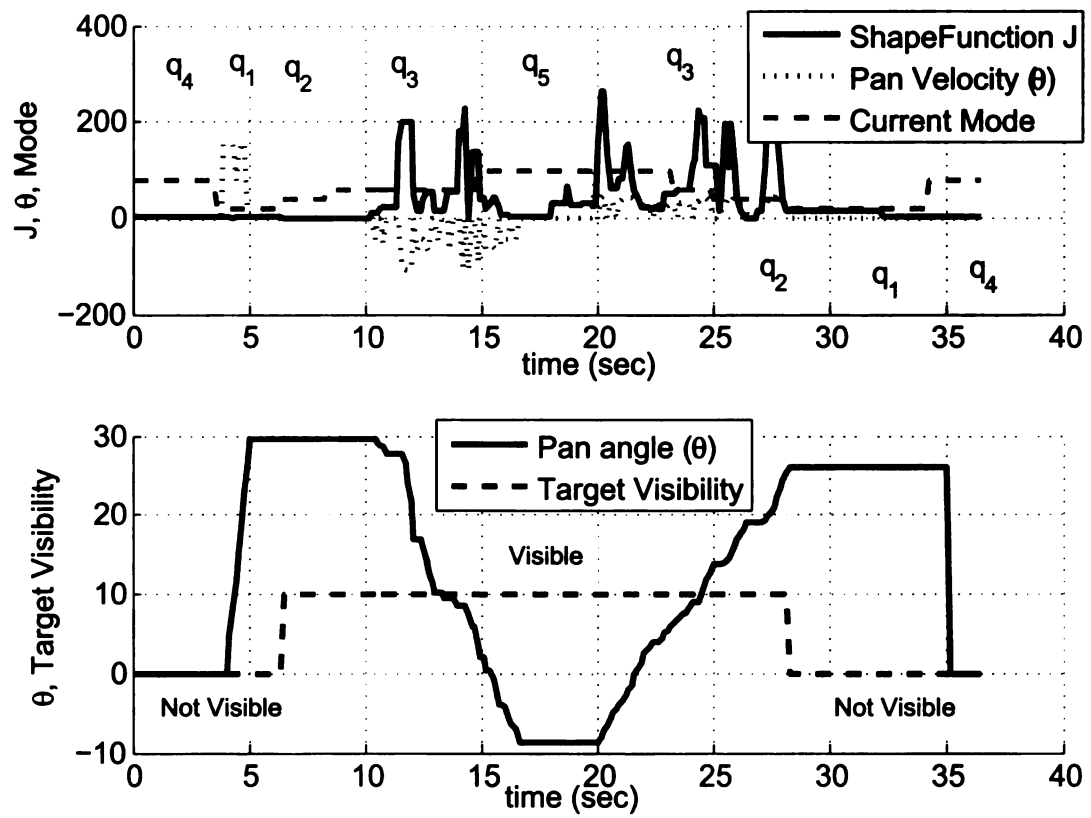 400
200
0
−200
J, θ, Mode
q4 q1 q2 q3 q5 q3
ShapeFunction J
Pan Velocity (θ)
Current Mode
q2 q1 q4
0 5 10 15 20 25 30 35 40
time (sec)
30
20
10
0
−10
θ, Target Visibility
Pan angle (θ)
Target Visibility
Visible
Not Visible
Not Visible
0 5 10 15 20 25 30 35 40
time (sec)